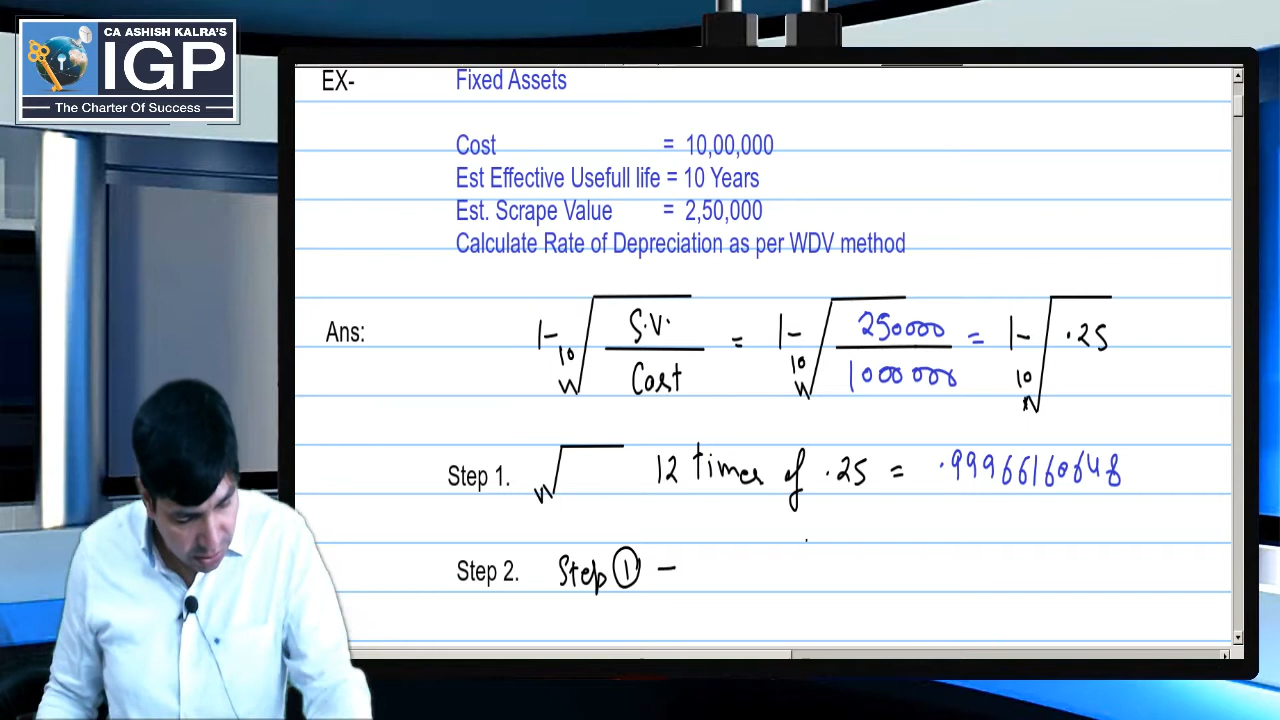 CA ASHISH KALRA'S
IGP
The Charter Of Success
EX- Fixed Assets
Cost = 10,00,000
Est Effective Usefull life = 10 Years
Est. Scrape Value = 2,50,000
Calculate Rate of Depreciation as per WDV method
Ans: 1- 10√ S.V. / Cost = 1- 10√ 250000 / 1000000 = 1- 10√ .25
Step 1. √ 12 times of .25 = .99966160648
Step 2. Step ① -